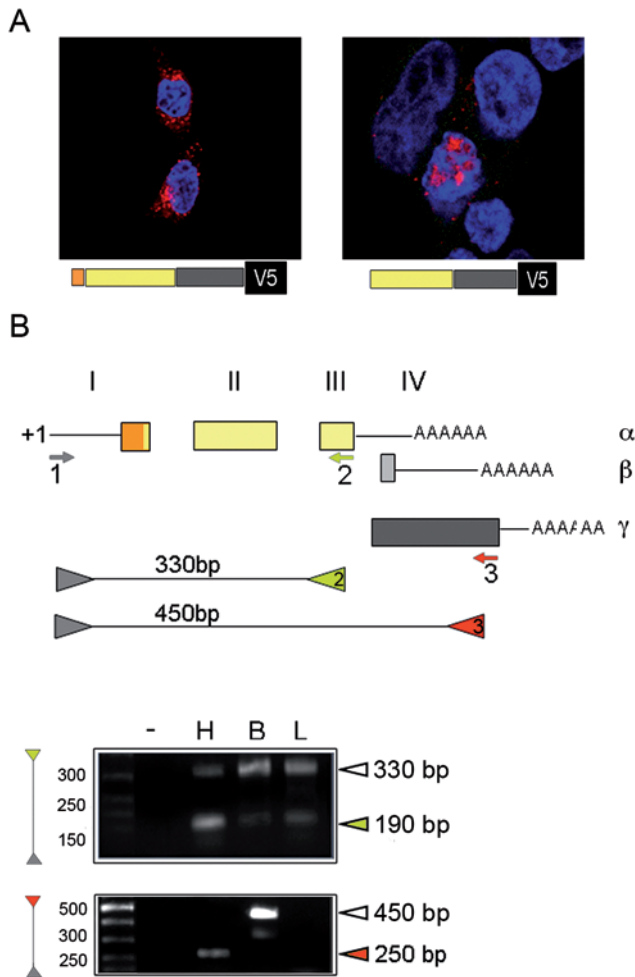 A
V5 V5
B
I II III IV
+1 AAAAAA α
1 2 AAAAAA β
AAAAAA γ
3
330bp
2
450bp
3
- H B L
300 330 bp
250
190 bp
150
500 450 bp
300
250 250 bp